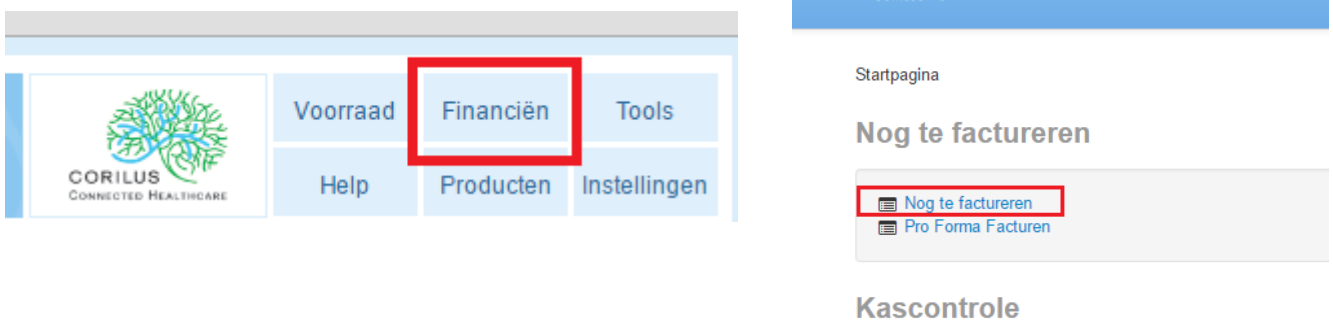 Voorraad Financiën Tools
CORILUS
CONNECTED HEALTHCARE
Help Producten Instellingen
Startpagina
Nog te factureren
Nog te factureren
Pro Forma Facturen
Kascontrole